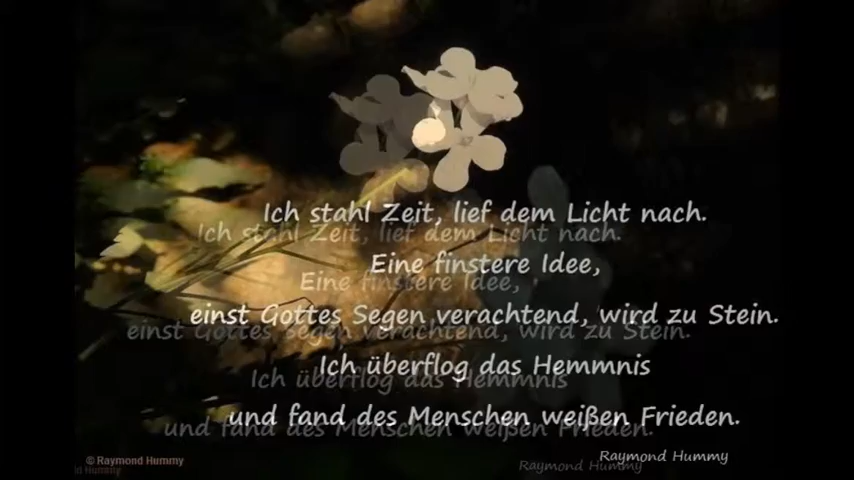 Ich stahl Zeit, lief dem Licht nach.
Eine finstere Idee,
einst Gottes Segen verachtend, wird zu Stein.
Ich überflog das Hemmnis
und fand des Menschen weißen Frieden.
Raymond Hummy
© Raymond Hummy